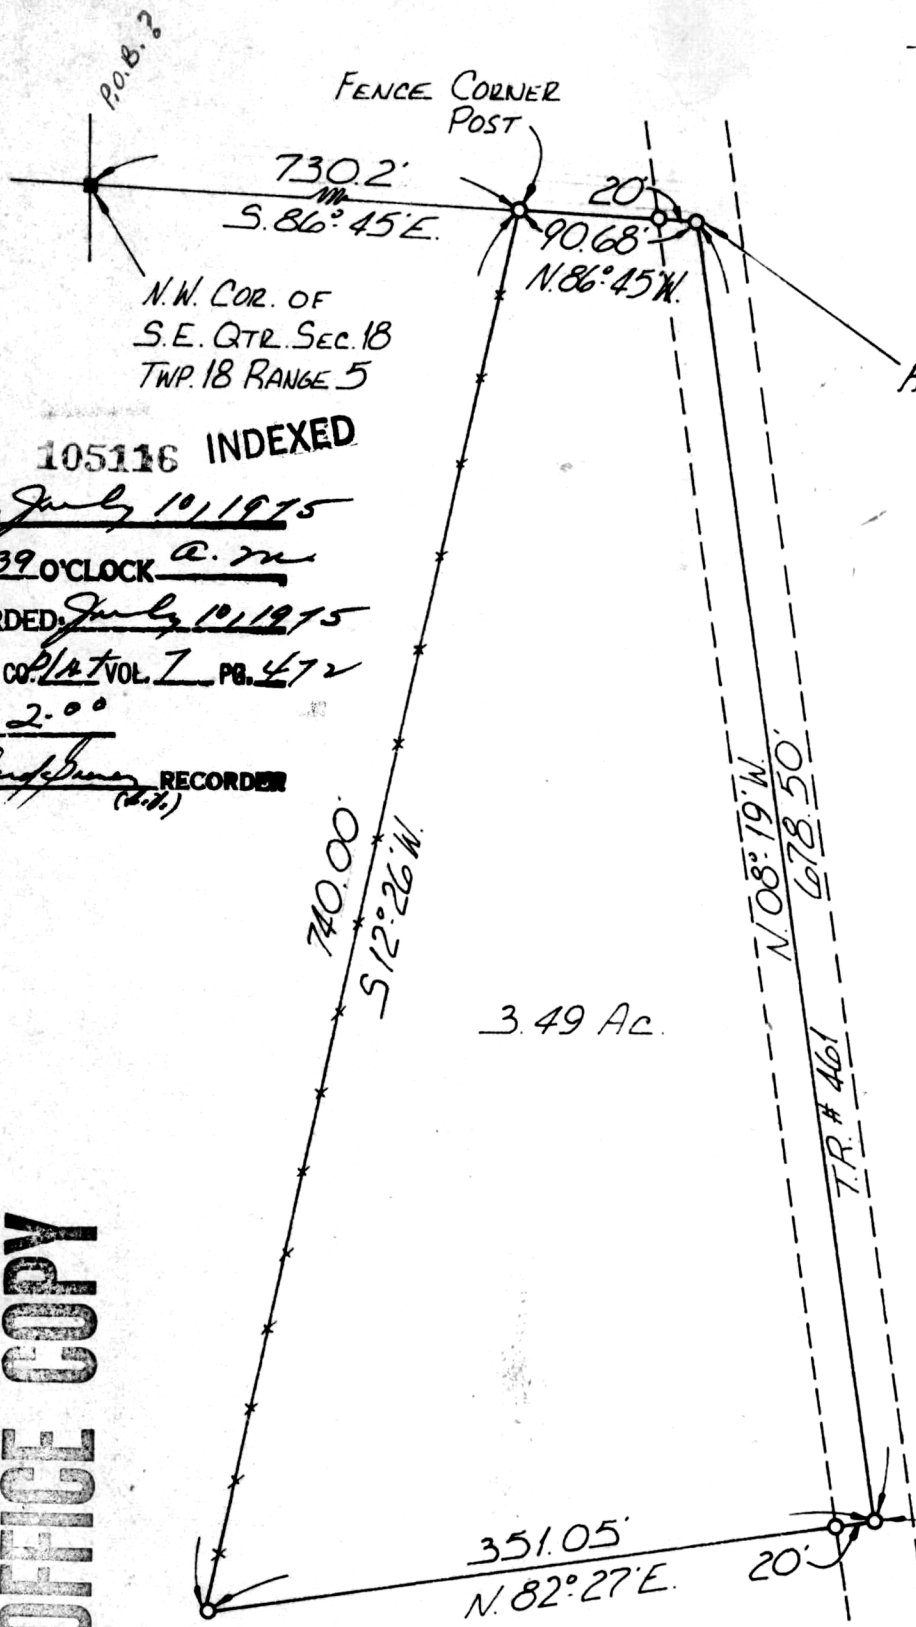 P.O.B.?
FENCE CORNER
POST
730.2'
S. 86° 45' E.
20'
90.68'
N. 86° 45' W.
N.W. COR. OF
S.E. QTR. SEC. 18
TWP. 18 RANGE 5
105116 INDEXED
July 10, 1975
39 O'CLOCK a.m
RDED July 10, 1975
CO. Plat VOL. 7 PG. 472
2.00
RECORDER
740.00'
S 12° 26' W.
N. 08° 19' W.
678.50'
3.49 Ac.
T.R. # 461
OFFICE COPY
351.05'
N. 82° 27' E.
20'